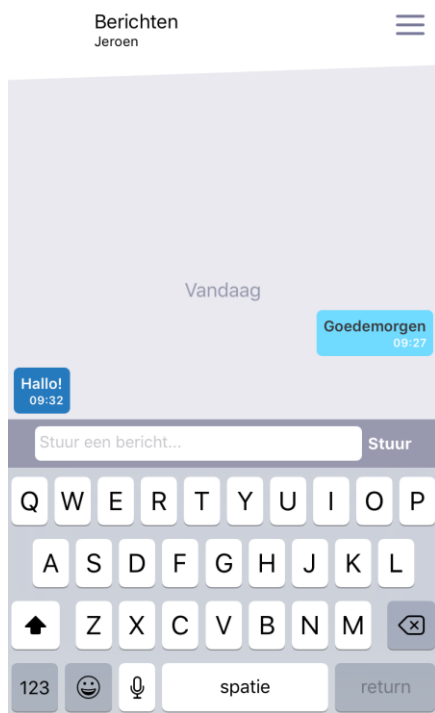 Berichten
Jeroen
Vandaag
Goedemorgen
09:27
Hallo!
09:32
Stuur een bericht... Stuur
Q W E R T Y U I O P
A S D F G H J K L
Z X C V B N M
123 spatie return